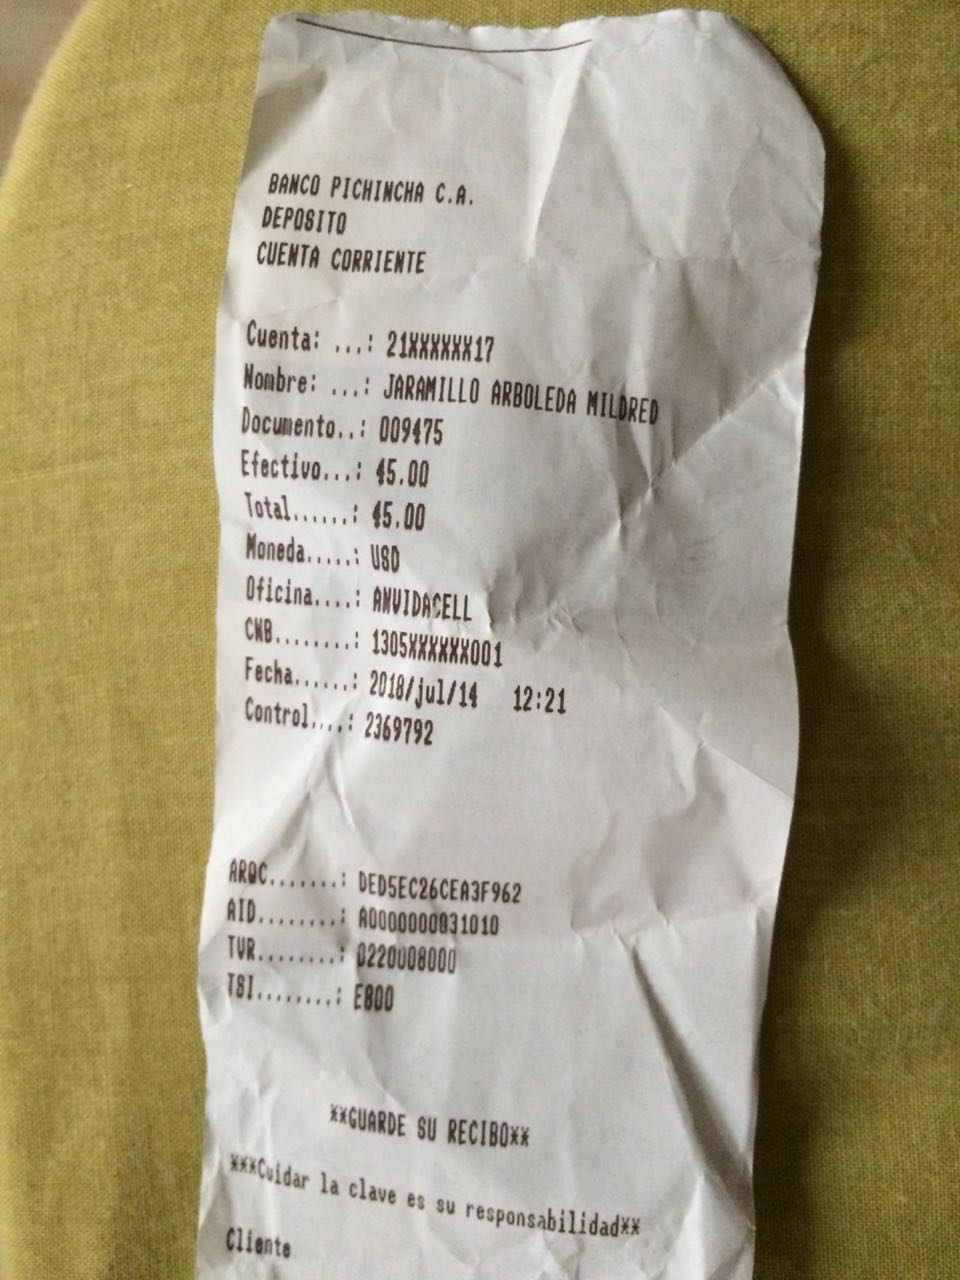 BANCO PICHINCHA C.A.
DEPOSITO
CUENTA CORRIENTE
Cuenta: ...: 21XXXXXX17
Nombre: ...: JARAMILLO ARBOLEDA MILDRED
Documento..: 009475
Efectivo...: 45.00
Total......: 45.00
Moneda.....: USD
Oficina....: ANVIDACELL
CNB........: 1305XXXXXX001
Fecha......: 2018/jul/14 12:21
Control....: 2369792
ARQC.......: DED5EC26CEA3F962
AID........: A0000000031010
TVR........: 0220008000
TSI........: E800
**GUARDE SU RECIBO**
***Cuidar la clave es su responsabilidad**
Cliente